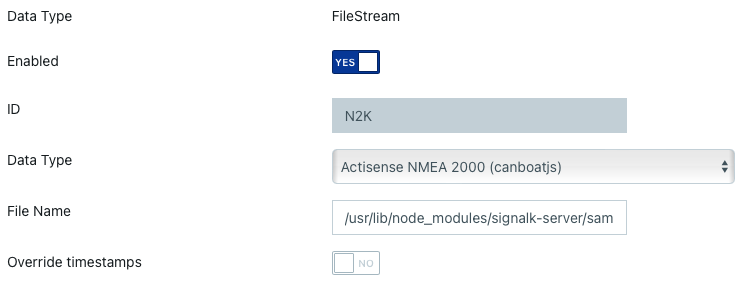 Data Type FileStream
Enabled YES
ID N2K
Data Type Actisense NMEA 2000 (canboatjs)
File Name /usr/lib/node_modules/signalk-server/sam
Override timestamps NO